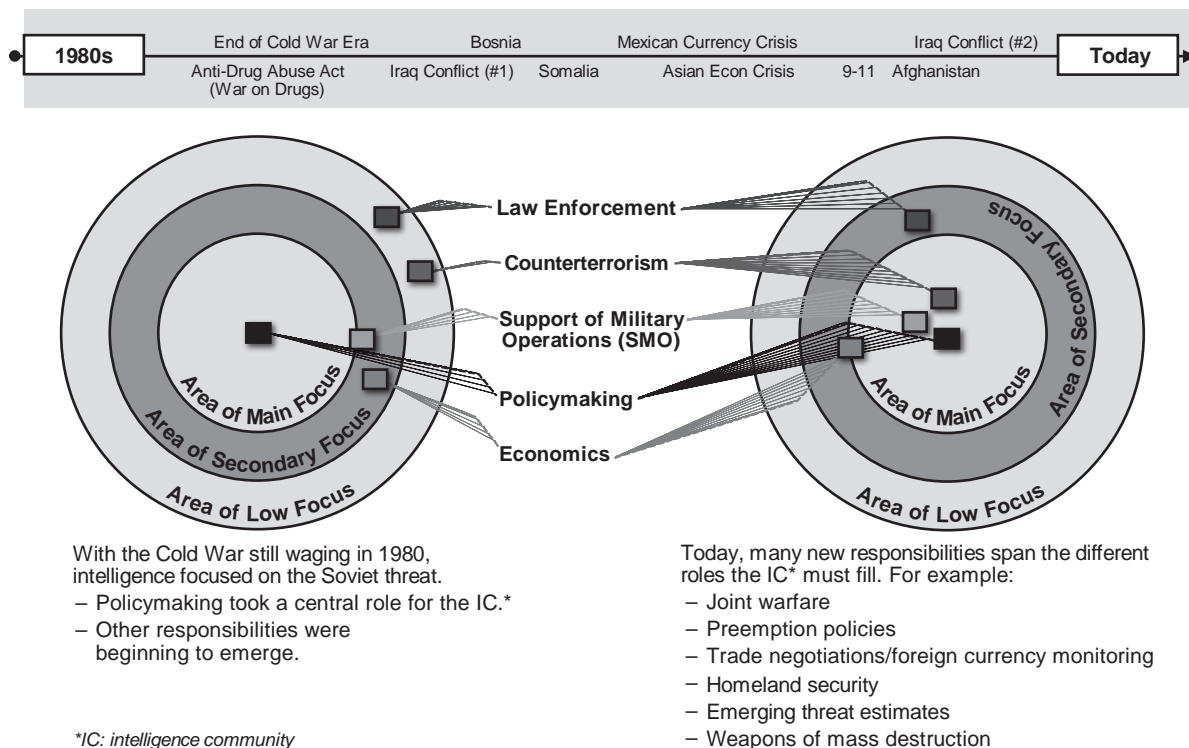 1980s
End of Cold War Era
Bosnia
Mexican Currency Crisis
Iraq Conflict (#2)
Today
Anti-Drug Abuse Act
(War on Drugs)
Iraq Conflict (#1)
Somalia
Asian Econ Crisis
9-11
Afghanistan
Law Enforcement
Counterterrorism
Support of Military
Operations (SMO)
Policymaking
Economics
Area of Main Focus
Area of Secondary Focus
Area of Low Focus
Secondary Focus
Area of Secondary Focus
Area of Main Focus
Area of Low Focus
With the Cold War still waging in 1980,
intelligence focused on the Soviet threat.
– Policymaking took a central role for the IC.*
– Other responsibilities were
beginning to emerge.
*IC: intelligence community
Today, many new responsibilities span the different
roles the IC* must fill. For example:
– Joint warfare
– Preemption policies
– Trade negotiations/foreign currency monitoring
– Homeland security
– Emerging threat estimates
– Weapons of mass destruction